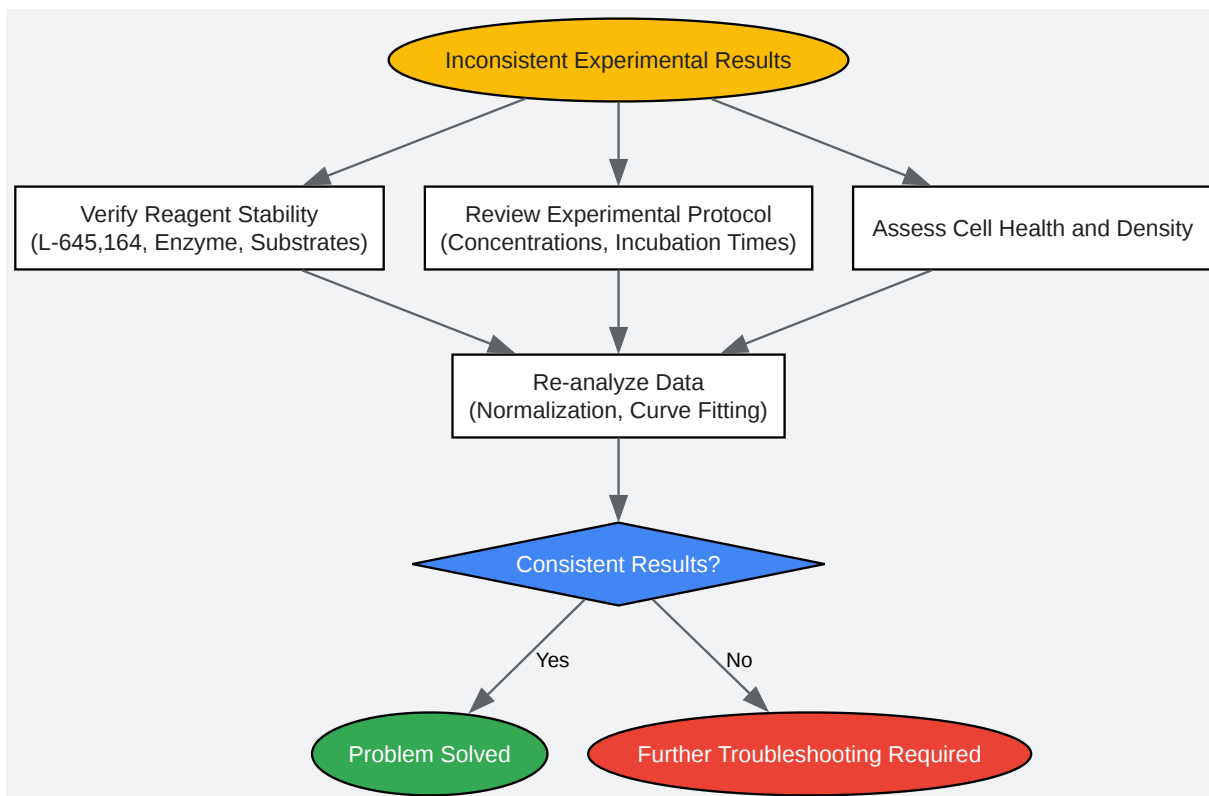 Inconsistent Experimental Results
Verify Reagent Stability
(L-645,164, Enzyme, Substrates)
Review Experimental Protocol
(Concentrations, Incubation Times)
Assess Cell Health and Density
Re-analyze Data
(Normalization, Curve Fitting)
Consistent Results?
Yes
No
Problem Solved
Further Troubleshooting Required